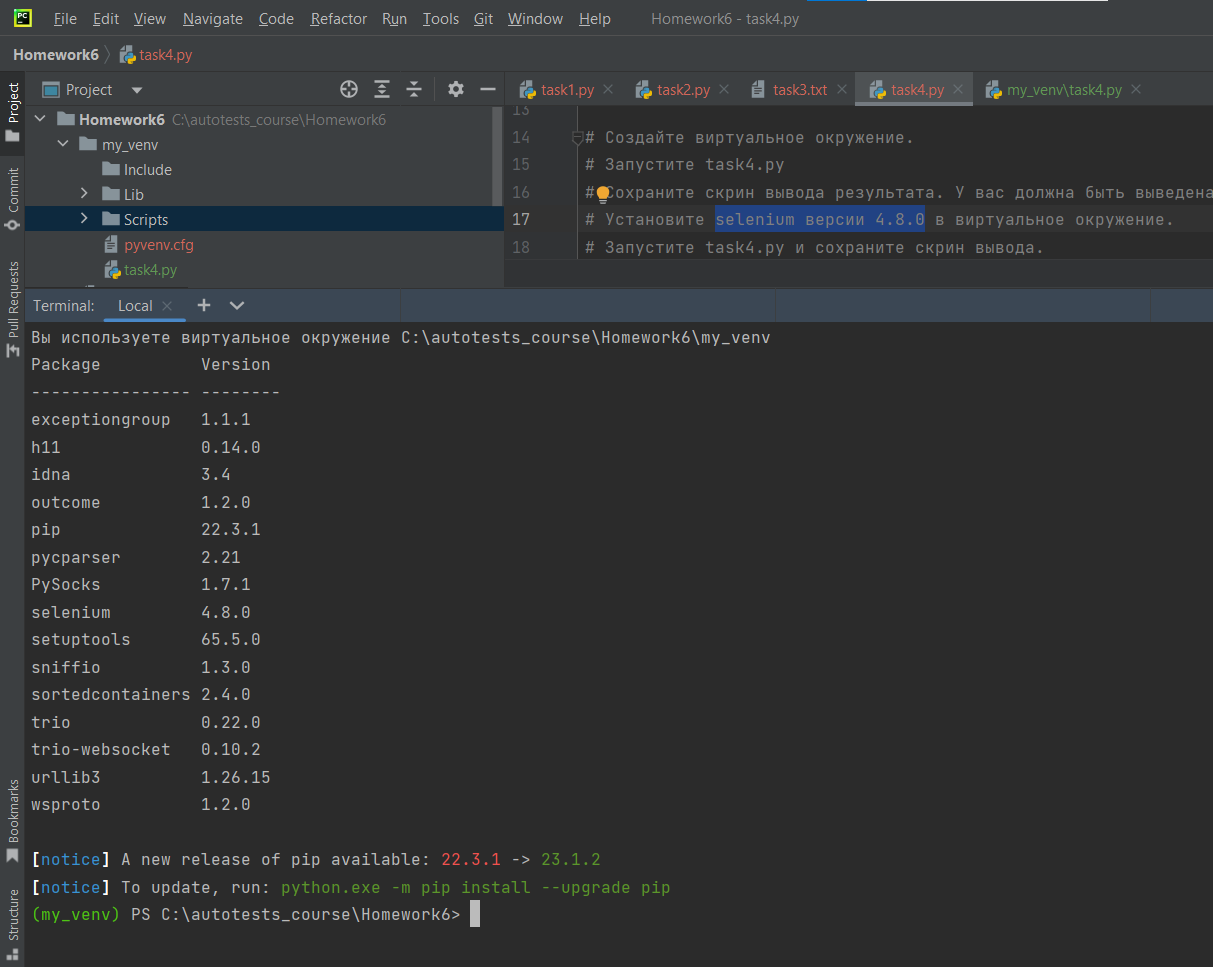 PC File Edit View Navigate Code Refactor Run Tools Git Window Help Homework6 - task4.py
Homework6 task4.py
Project
task1.py task2.py task3.txt task4.py my_venv\task4.py
Homework6 C:\autotests_course\Homework6
my_venv
Include
Lib
Scripts
pyvenv.cfg
task4.py
13
14 # Создайте виртуальное окружение.
15 # Запустите task4.py
16 # Сохраните скрин вывода результата. У вас должна быть выведена
17 # Установите selenium версии 4.8.0 в виртуальное окружение.
18 # Запустите task4.py и сохраните скрин вывода.
Project
Commit
Pull Requests
Bookmarks
Structure
Terminal: Local
Вы используете виртуальное окружение C:\autotests_course\Homework6\my_venv
Package Version
---------------- --------
exceptiongroup 1.1.1
h11 0.14.0
idna 3.4
outcome 1.2.0
pip 22.3.1
pycparser 2.21
PySocks 1.7.1
selenium 4.8.0
setuptools 65.5.0
sniffio 1.3.0
sortedcontainers 2.4.0
trio 0.22.0
trio-websocket 0.10.2
urllib3 1.26.15
wsproto 1.2.0
[notice] A new release of pip available: 22.3.1 -> 23.1.2
[notice] To update, run: python.exe -m pip install --upgrade pip
(my_venv) PS C:\autotests_course\Homework6>